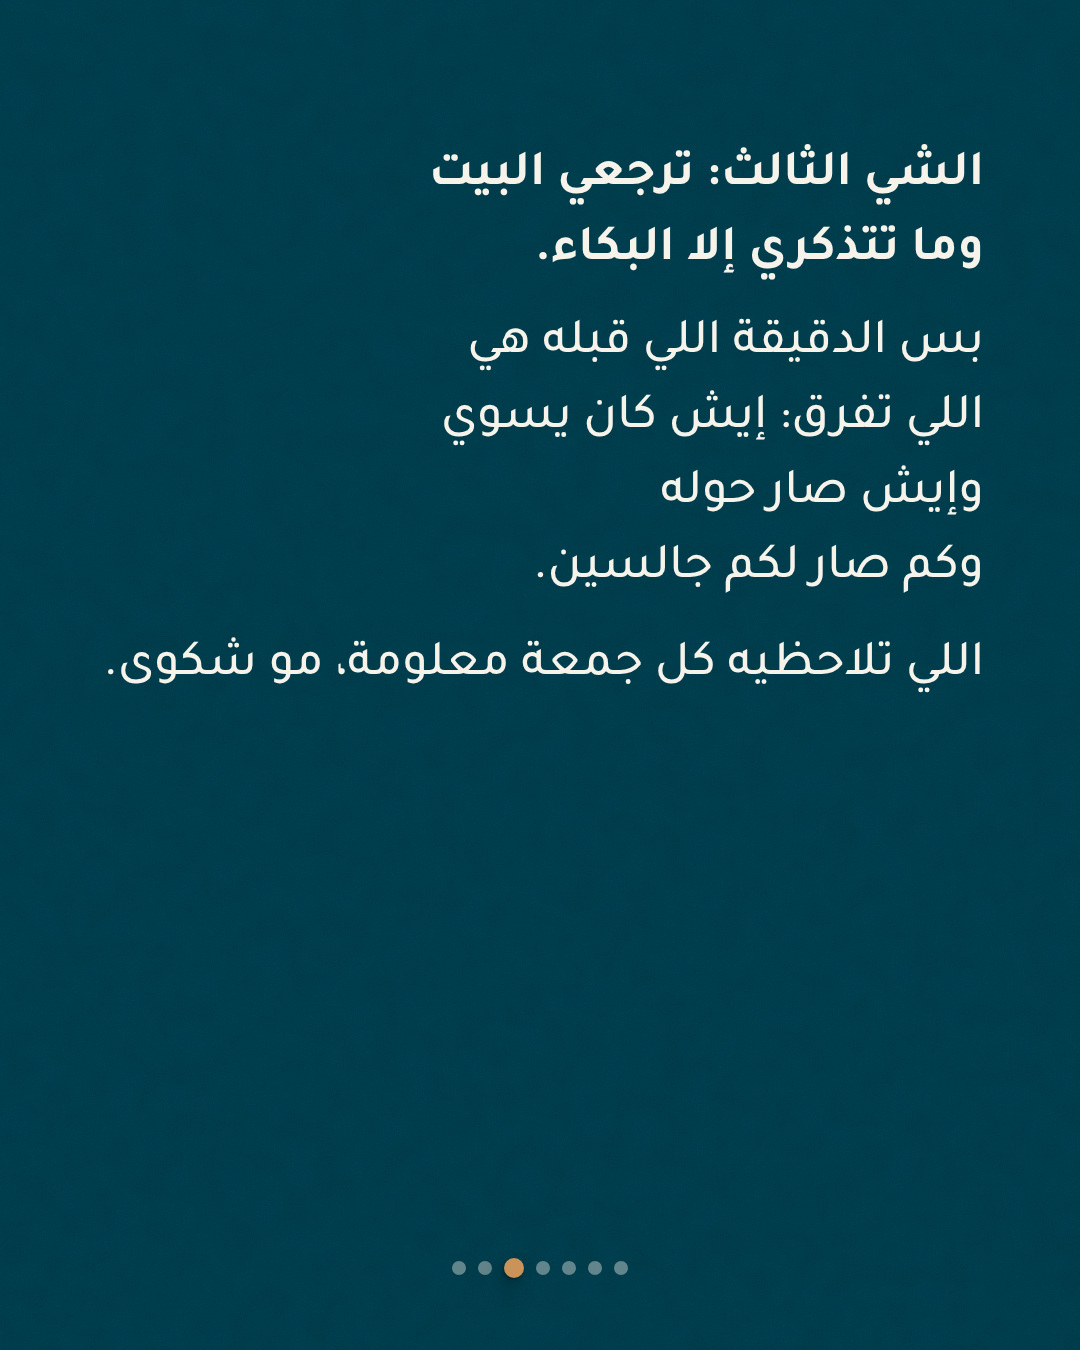 الشي الثالث: ترجعي البيت
وما تتذكري إلا البكاء.
بس الدقيقة اللي قبله هي
اللي تفرق: إيش كان يسوي
وإيش صار حوله
وكم صار لكم جالسين.
اللي تلاحظيه كل جمعة معلومة، مو شكوى.